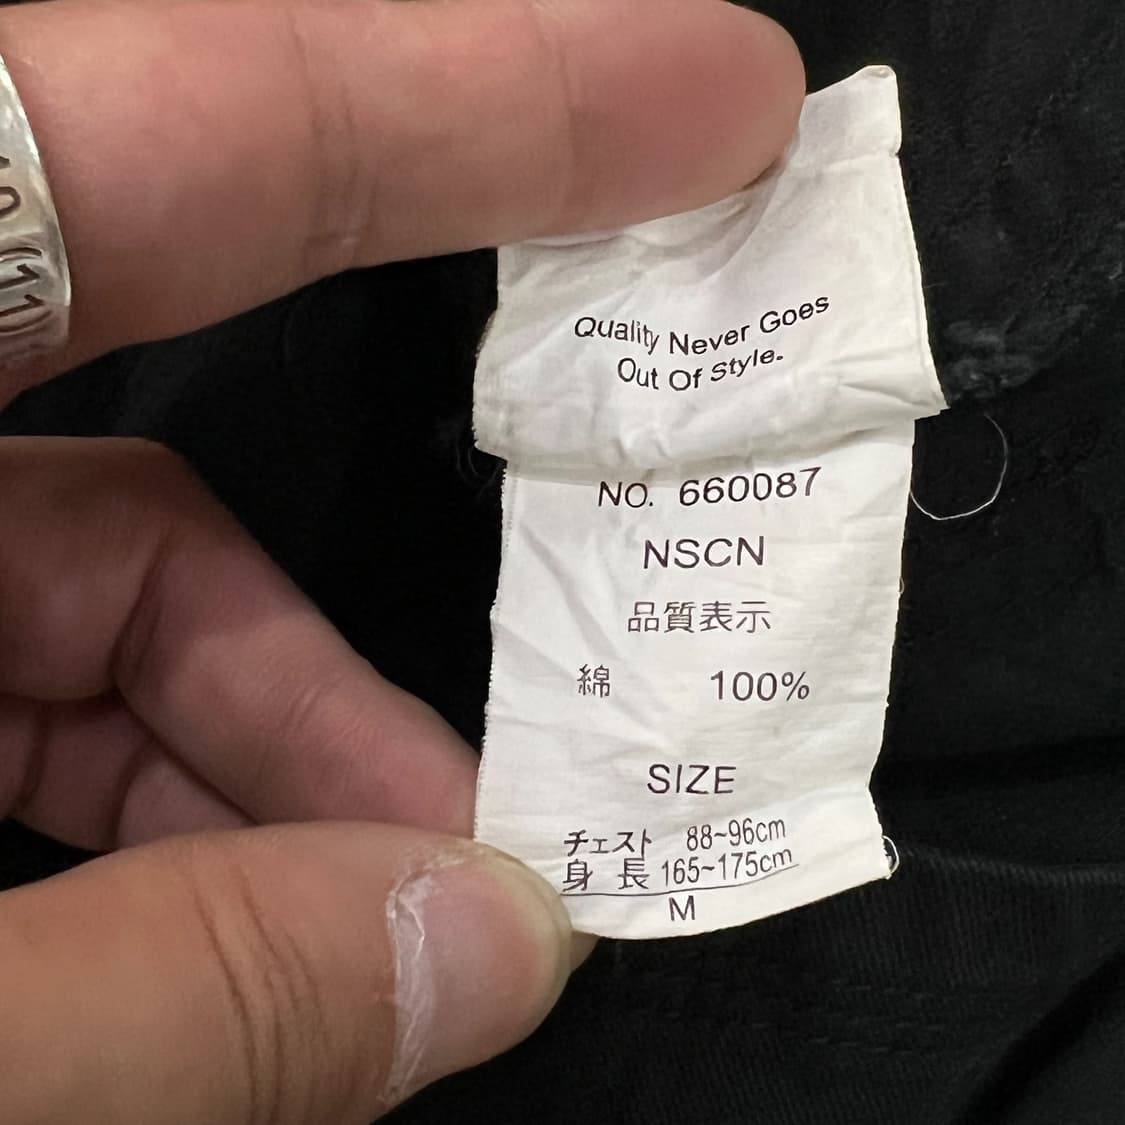 Quality Never Goes
Out Of Style.
NO. 660087
NSCN
品質表示
綿 100%
SIZE
チェスト 88~96cm
身 長 165~175cm
M